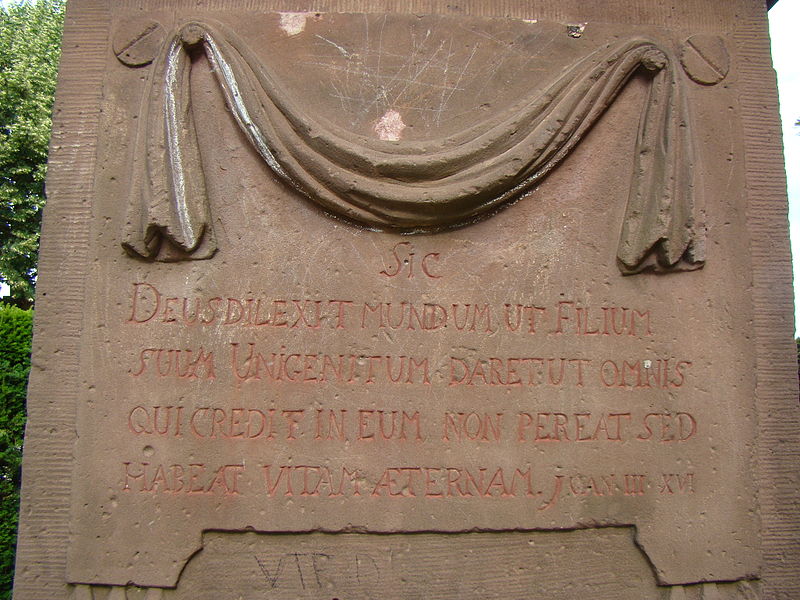 SiC
DEUS DILEXIT MUNDUM, UT FILIUM
SUUM UNIGENITUM DARET UT OMNIS
QUI CREDIT IN EUM NON PEREAT SED
HABEAT VITAM ÆTERNAM. JOAN III XVI